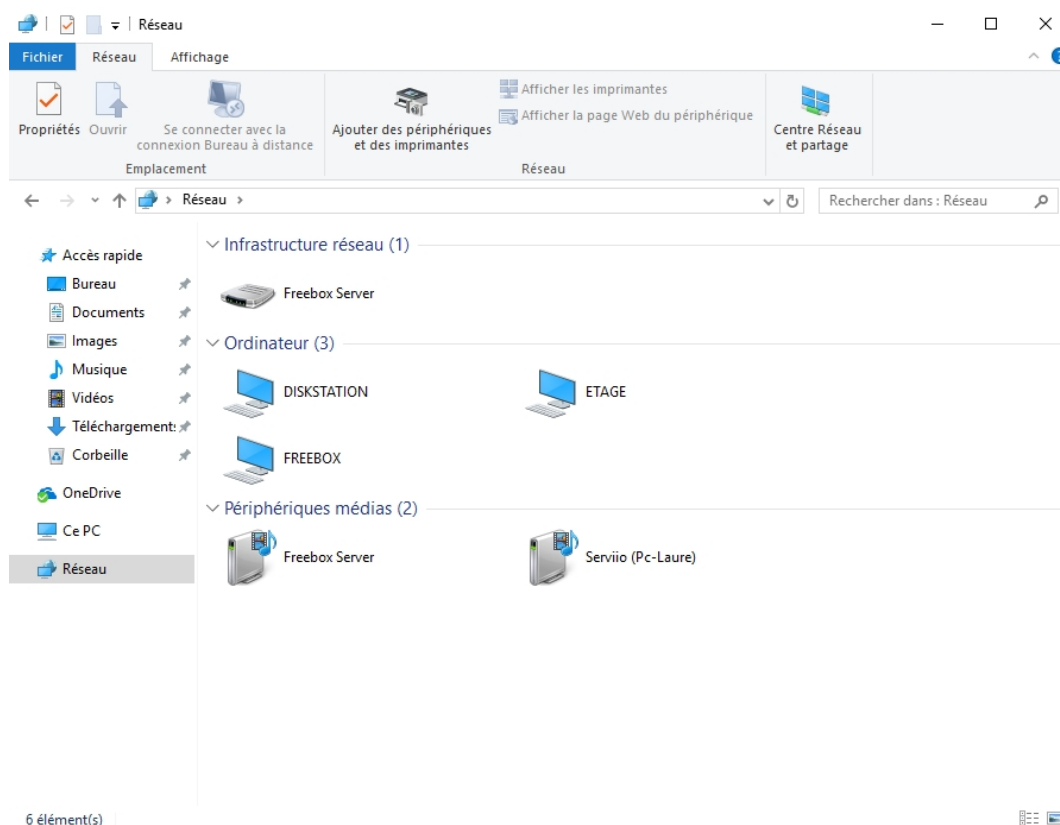 Réseau
Fichier
Réseau
Affichage
Propriétés
Ouvrir
Se connecter avec la
connexion Bureau à distance
Emplacement
Ajouter des périphériques
et des imprimantes
Afficher les imprimantes
Afficher la page Web du périphérique
Réseau
Centre Réseau
et partage
Réseau
Rechercher dans : Réseau
Accès rapide
Bureau
Documents
Images
Musique
Vidéos
Téléchargements
Corbeille
OneDrive
Ce PC
Réseau
Infrastructure réseau (1)
Freebox Server
Ordinateur (3)
DISKSTATION
ETAGE
FREEBOX
Périphériques médias (2)
Freebox Server
Serviio (Pc-Laure)
6 élément(s)